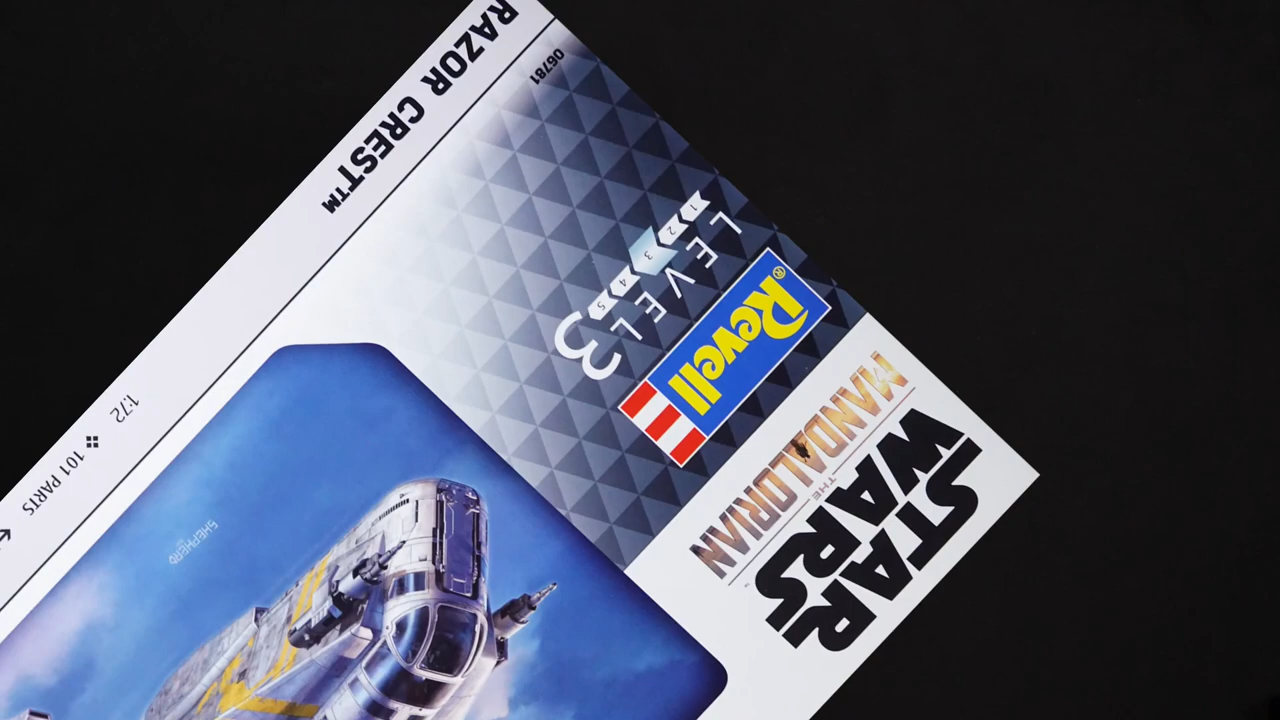 STAR
WARS
THE
MANDALORIAN
Revell®
LEVEL 3
1 2 3 4 5
06781
RAZOR CREST™
1:72
101 PARTS
SHEPHERD